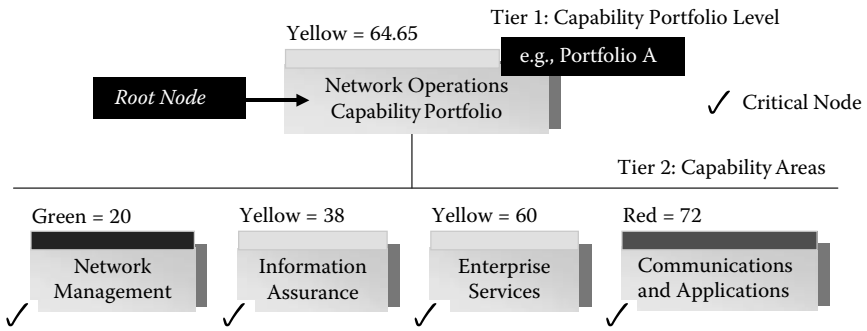 Tier 1: Capability Portfolio Level
Yellow = 64.65
e.g., Portfolio A
Root Node
Network Operations
Capability Portfolio
Critical Node
Tier 2: Capability Areas
Green = 20
Yellow = 38
Yellow = 60
Red = 72
Network
Management
Information
Assurance
Enterprise
Services
Communications
and Applications